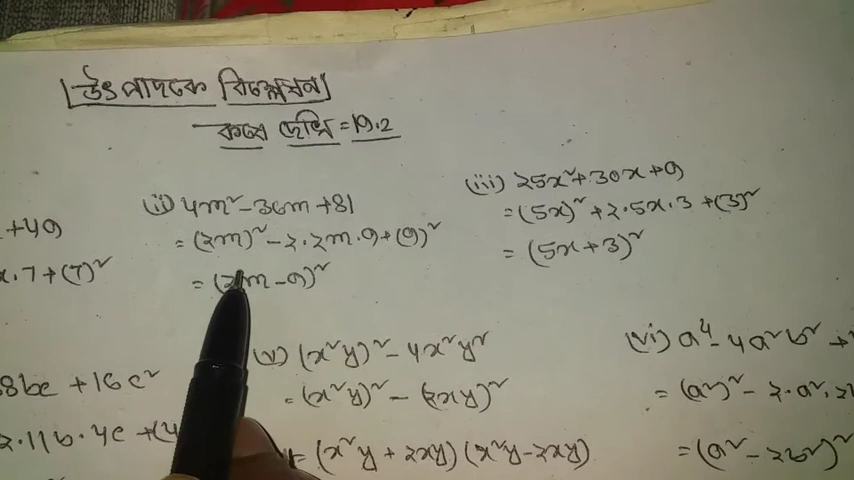 উৎপাদকে বিশ্লেষণ
কষে দেখি = 19.2
+49
x.7+(7)²
(ii) 4m²-36m+81
= (2m)²-2.2m.9+(9)²
= (2m-9)²
(iii) 25x²+30x+9
= (5x)²+2.5x.3+(3)²
= (5x+3)²
8bc+16c²
2.11b.4c+(4
(v) (x²y)²-4x²y²
= (x²y)²-(2xy)²
= (x²y+2xy)(x²y-2xy)
(vi) a⁴-4a²b²+
= (a²)²-2.a².2
= (a²-2b²)²